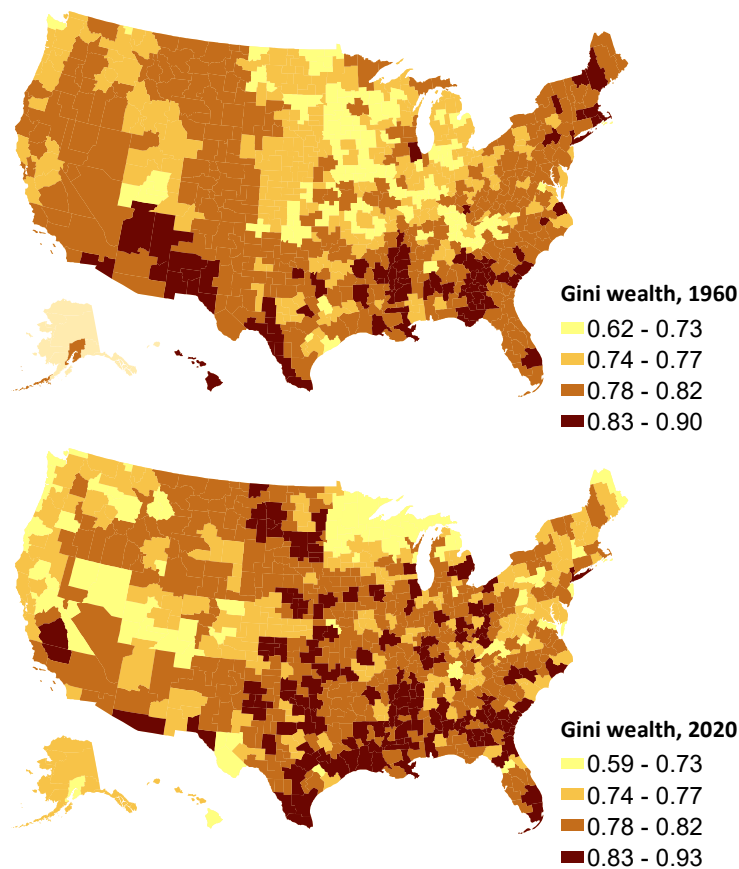 Gini wealth, 1960
0.62 - 0.73
0.74 - 0.77
0.78 - 0.82
0.83 - 0.90
Gini wealth, 2020
0.59 - 0.73
0.74 - 0.77
0.78 - 0.82
0.83 - 0.93